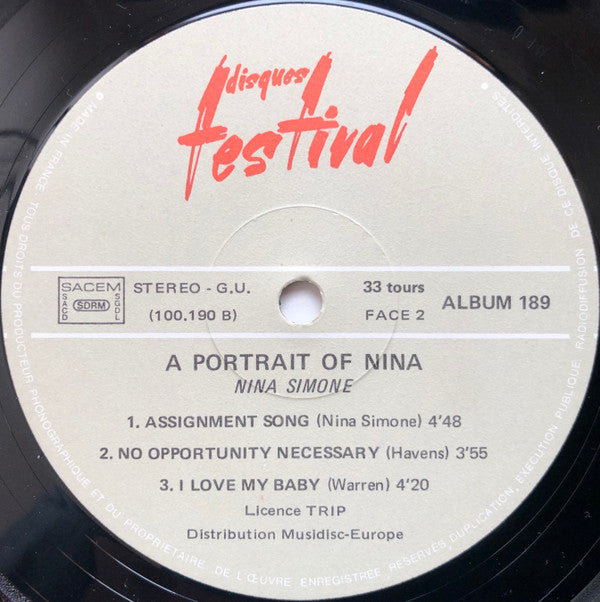 disques
festival
SACEM
SACD
SDRM
SGDL
STEREO - G.U.
(100.190 B)
33 tours
FACE 2
ALBUM 189
A PORTRAIT OF NINA
NINA SIMONE
1. ASSIGNMENT SONG (Nina Simone) 4'48
2. NO OPPORTUNITY NECESSARY (Havens) 3'55
3. I LOVE MY BABY (Warren) 4'20
Licence TRIP
Distribution Musidisc-Europe
• MADE IN FRANCE TOUS DROITS DU PRODUCTEUR PHONOGRAPHIQUE ET DU PROPRIETAIRE DE L'ŒUVRE ENREGISTRÉE RÉSERVÉS DUPLICATION, EXECUTION PUBLIQUE, RADIODIFFUSION DE CE DISQUE INTERDITES •